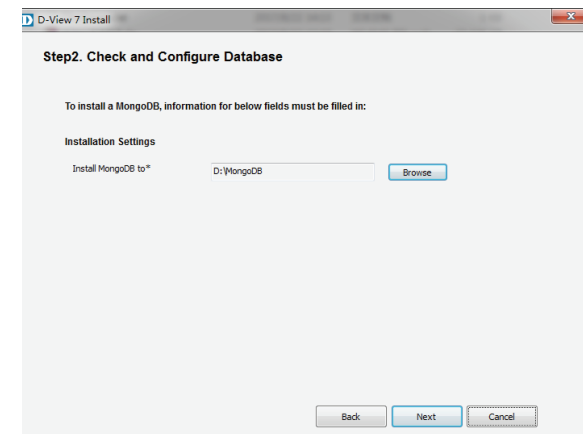 D-View 7 Install
Step2. Check and Configure Database
To install a MongoDB, information for below fields must be filled in:
Installation Settings
Install MongoDB to*
D:\MongoDB
Browse
Back
Next
Cancel